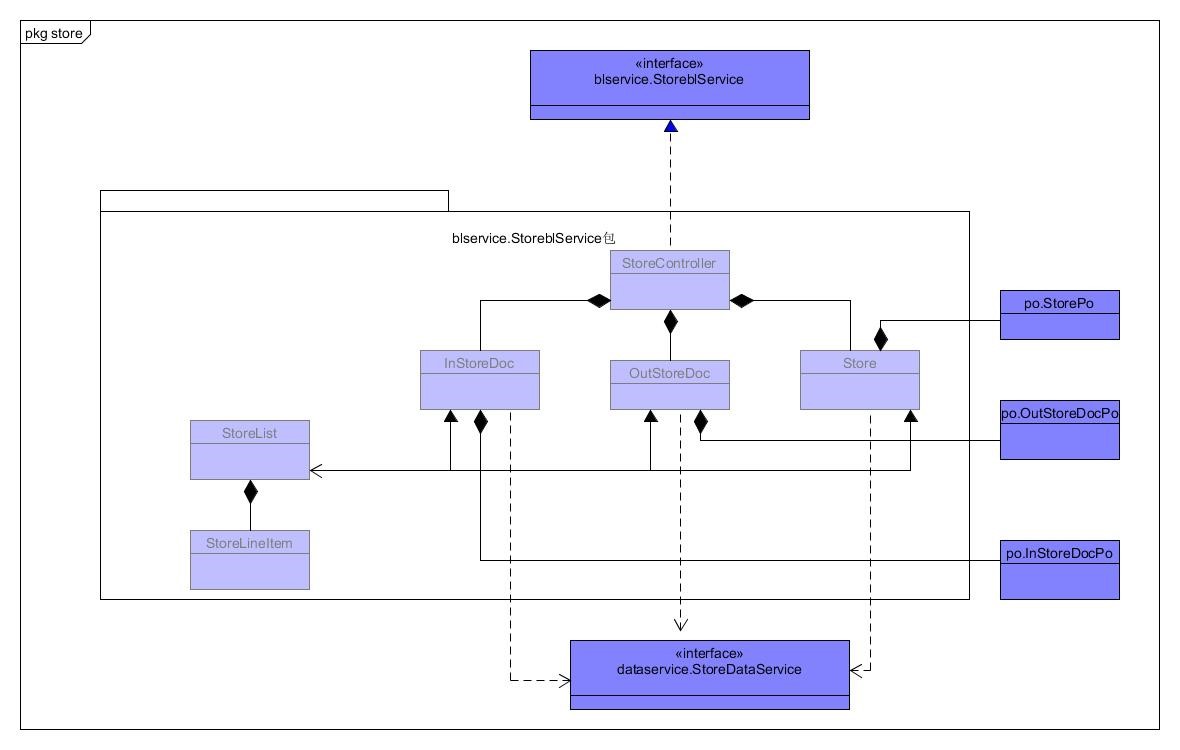 pkg store
«interface»
blservice.StoreblService
blservice.StoreblService包
StoreController
po.StorePo
InStoreDoc
OutStoreDoc
Store
po.OutStoreDocPo
StoreList
StoreLineItem
po.InStoreDocPo
«interface»
dataservice.StoreDataService